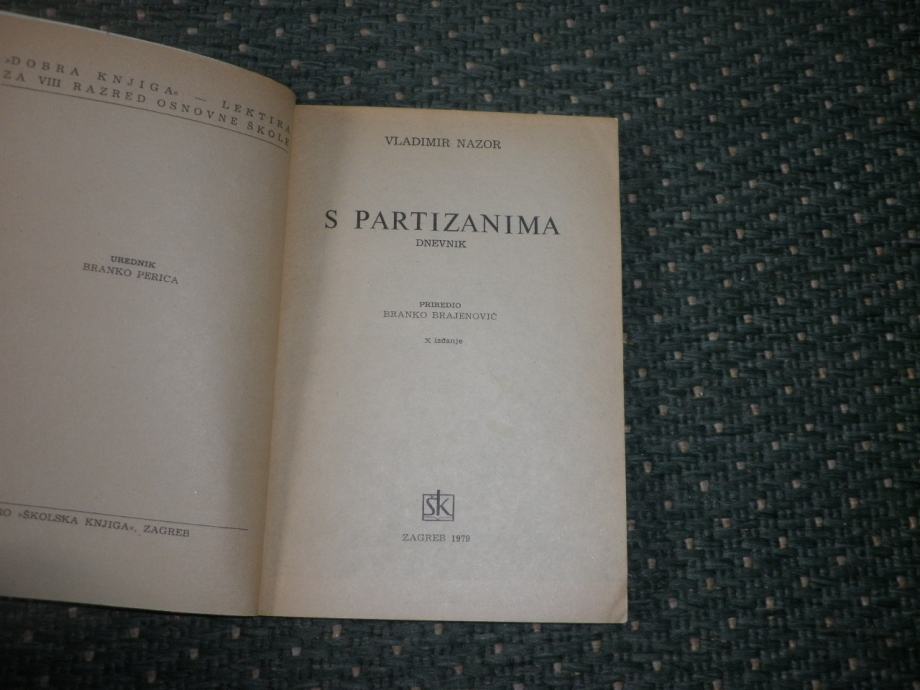 »DOBRA KNJIGA« — LEKTIRA
ZA VIII RAZRED OSNOVNE ŠKOLE
UREDNIK
BRANKO PERICA
RO »ŠKOLSKA KNJIGA«, ZAGREB
VLADIMIR NAZOR
S PARTIZANIMA
DNEVNIK
PRIREDIO
BRANKO BRAJENOVIĆ
X izdanje
šk
ZAGREB 1979